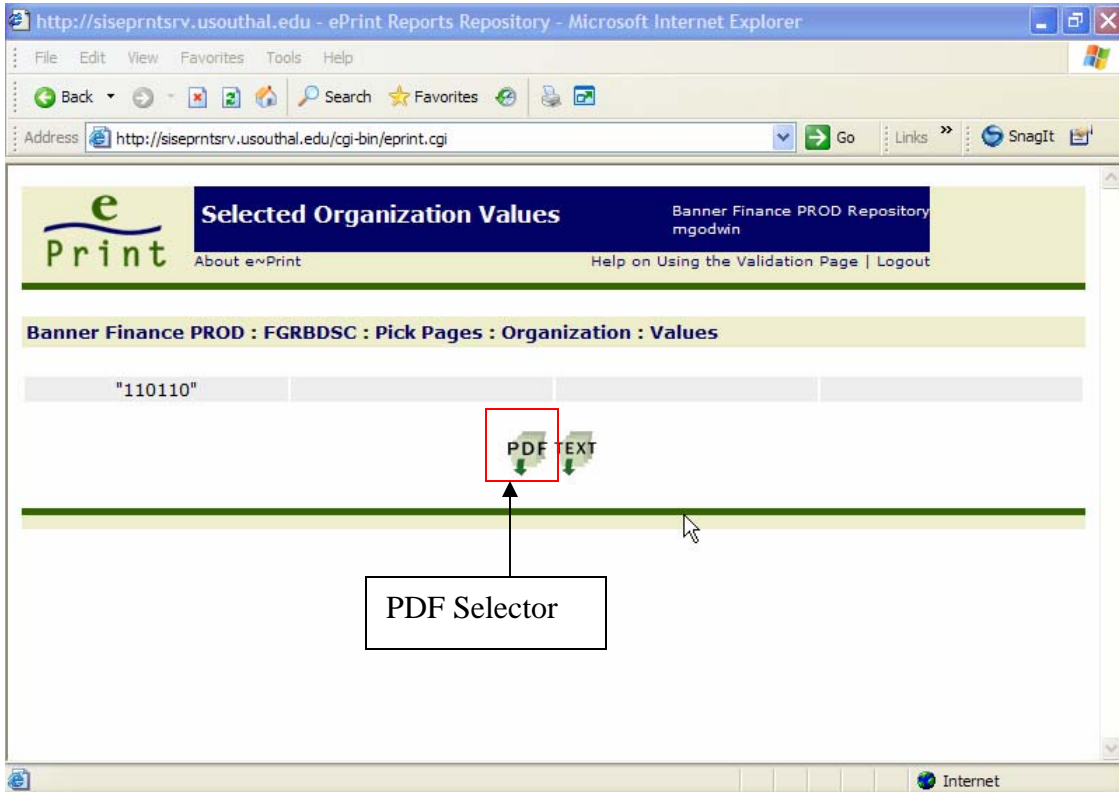 http://siseprntsrv.usouthal.edu - ePrint Reports Repository - Microsoft Internet Explorer
File Edit View Favorites Tools Help
Back Search Favorites
Address http://siseprntsrv.usouthal.edu/cgi-bin/eprint.cgi Go Links » SnagIt
e
Print
Selected Organization Values
Banner Finance PROD Repository
mgodwin
About e~Print
Help on Using the Validation Page | Logout
Banner Finance PROD : FGRBDSC : Pick Pages : Organization : Values
"110110"
PDF TEXT
PDF Selector
Internet